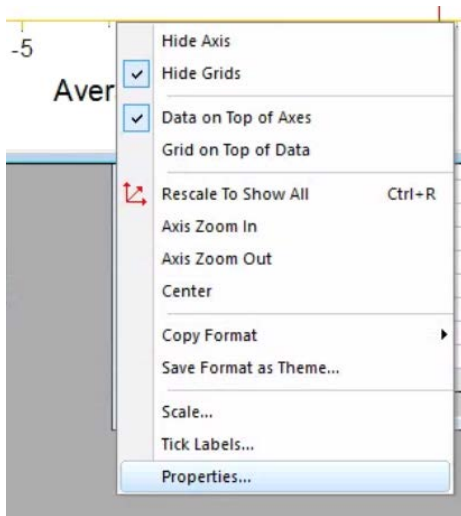 -5
Aver
Hide Axis
Hide Grids
Data on Top of Axes
Grid on Top of Data
Rescale To Show All Ctrl+R
Axis Zoom In
Axis Zoom Out
Center
Copy Format
Save Format as Theme...
Scale...
Tick Labels...
Properties...